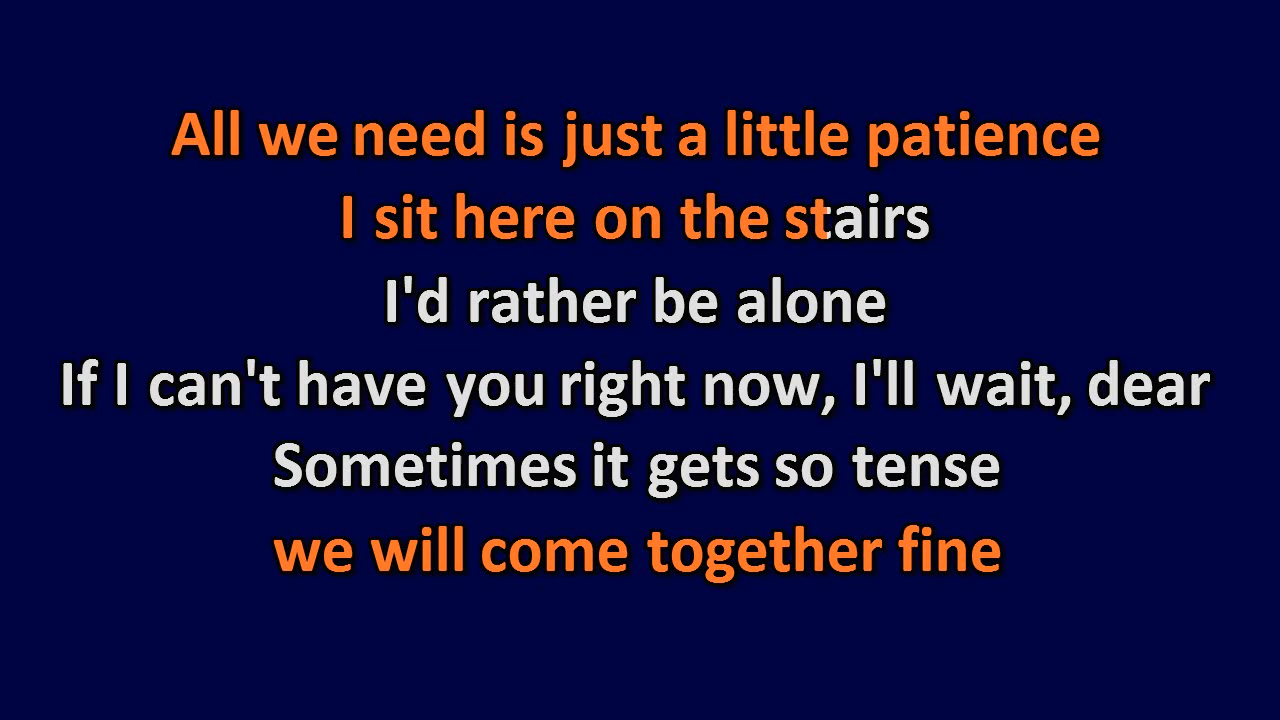 All we need is just a little patience
I sit here on the stairs
I'd rather be alone
If I can't have you right now, I'll wait, dear
Sometimes it gets so tense
we will come together fine